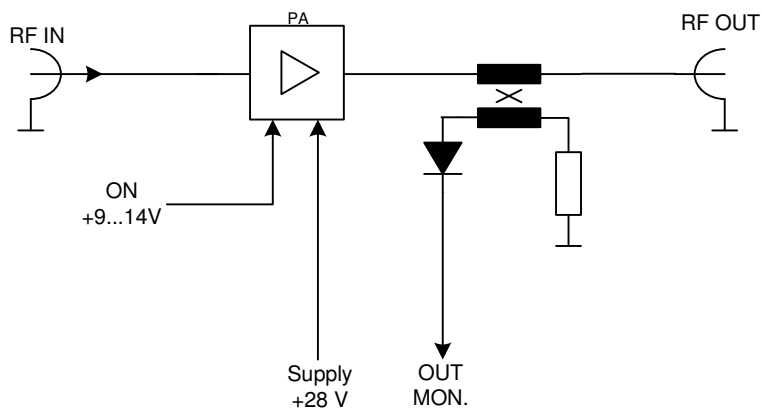 PA
RF IN
RF OUT
ON
+9...14V
Supply
+28 V
OUT
MON.